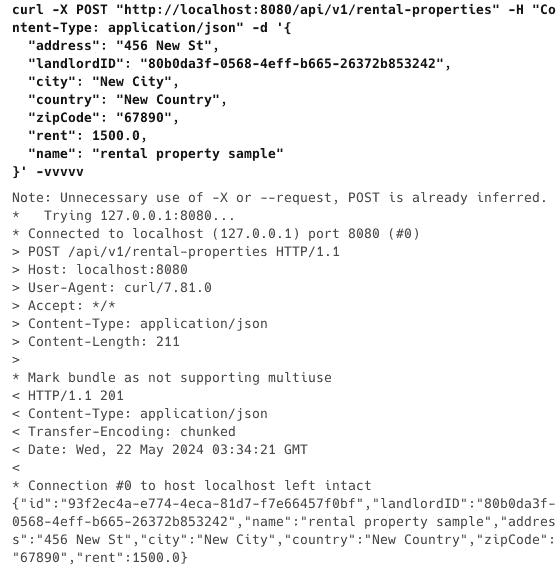 curl -X POST "http://localhost:8080/api/v1/rental-properties" -H "Co
ntent-Type: application/json" -d '{
  "address": "456 New St",
  "landlordID": "80b0da3f-0568-4eff-b665-26372b853242",
  "city": "New City",
  "country": "New Country",
  "zipCode": "67890",
  "rent": 1500.0,
  "name": "rental property sample"
}' -vvvvv
Note: Unnecessary use of -X or --request, POST is already inferred.
*   Trying 127.0.0.1:8080...
* Connected to localhost (127.0.0.1) port 8080 (#0)
> POST /api/v1/rental-properties HTTP/1.1
> Host: localhost:8080
> User-Agent: curl/7.81.0
> Accept: */*
> Content-Type: application/json
> Content-Length: 211
>
* Mark bundle as not supporting multiuse
< HTTP/1.1 201
< Content-Type: application/json
< Transfer-Encoding: chunked
< Date: Wed, 22 May 2024 03:34:21 GMT
<
* Connection #0 to host localhost left intact
{"id":"93f2ec4a-e774-4eca-81d7-f7e66457f0bf","landlordID":"80b0da3f-
0568-4eff-b665-26372b853242","name":"rental property sample","addres
s":"456 New St","city":"New City","country":"New Country","zipCode":
"67890","rent":1500.0}